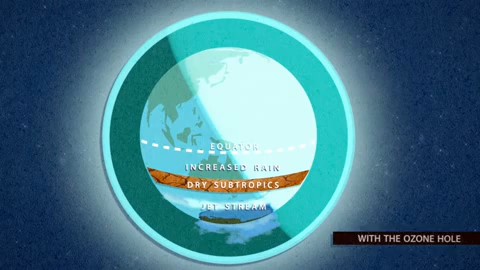 EQUATOR
INCREASED RAIN
DRY SUBTROPICS
JET STREAM
WITH THE OZONE HOLE